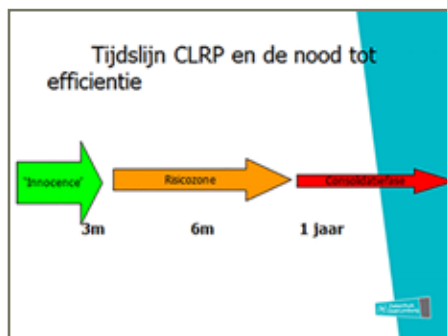 Tijdslijn CLRP en de nood tot
efficientie
"Innocence"
Risicozone
Consolidatiefase
3m
6m
1 jaar